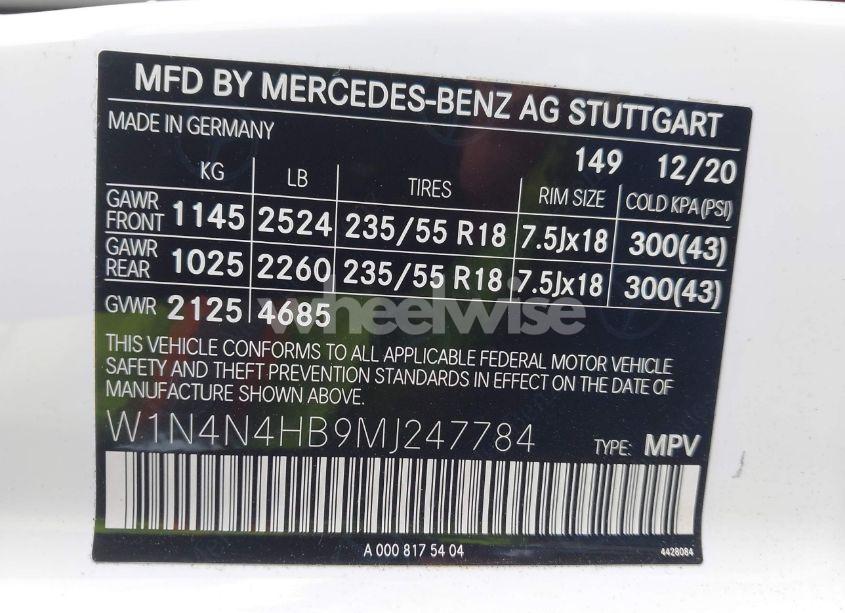 MFD BY MERCEDES-BENZ AG STUTTGART
MADE IN GERMANY
149 12/20
KG LB TIRES RIM SIZE COLD KPA(PSI)
GAWR FRONT 1145 2524 235/55 R18 7.5Jx18 300(43)
GAWR REAR 1025 2260 235/55 R18 7.5Jx18 300(43)
GVWR 2125 4685
wheelwise
THIS VEHICLE CONFORMS TO ALL APPLICABLE FEDERAL MOTOR VEHICLE
SAFETY AND THEFT PREVENTION STANDARDS IN EFFECT ON THE DATE OF
MANUFACTURE SHOWN ABOVE.
W1N4N4HB9MJ247784 TYPE: MPV
A 000 817 54 04 4428084